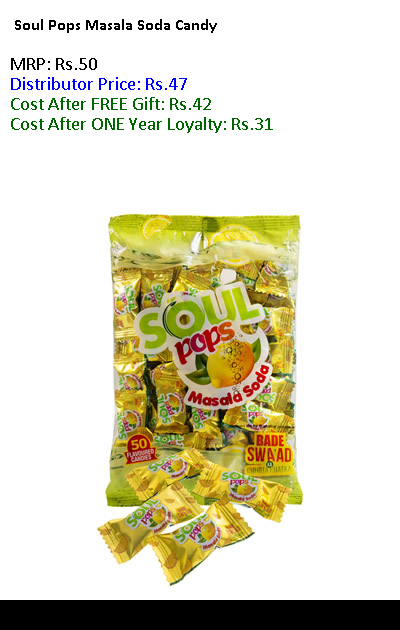 Soul Pops Masala Soda Candy
MRP: Rs.50
Distributor Price: Rs.47
Cost After FREE Gift: Rs.42
Cost After ONE Year Loyalty: Rs.31
SOUL
pops
Masala Soda
50
FLAVOURED
CANDIES
BADE
SWAAD